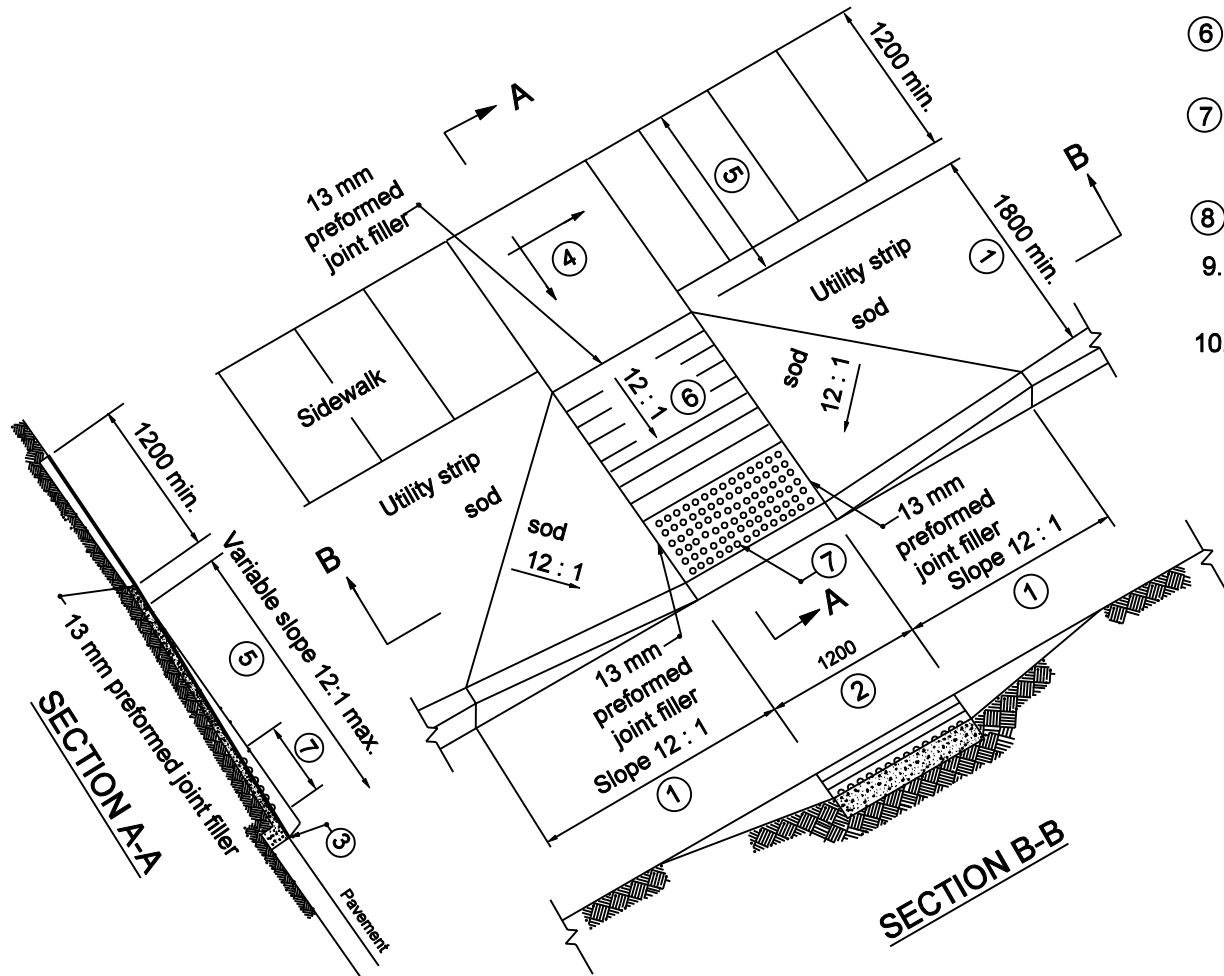 6
7
8
9.
10.
A
1200 min.
5
B
13 mm
preformed
joint filler
4
1
1800 min.
Utility strip
sod
Sidewalk
12 : 1
6
sod
12 : 1
Utility strip
sod
sod
12 : 1
B
13 mm
preformed
joint filler
Slope 12 : 1
1
7
A
13 mm
preformed
joint filler
Slope 12 : 1
1
1200
2
1200 min.
Variable slope 12:1 max.
5
7
3
13 mm preformed joint filler
Pavement
SECTION A-A
SECTION B-B